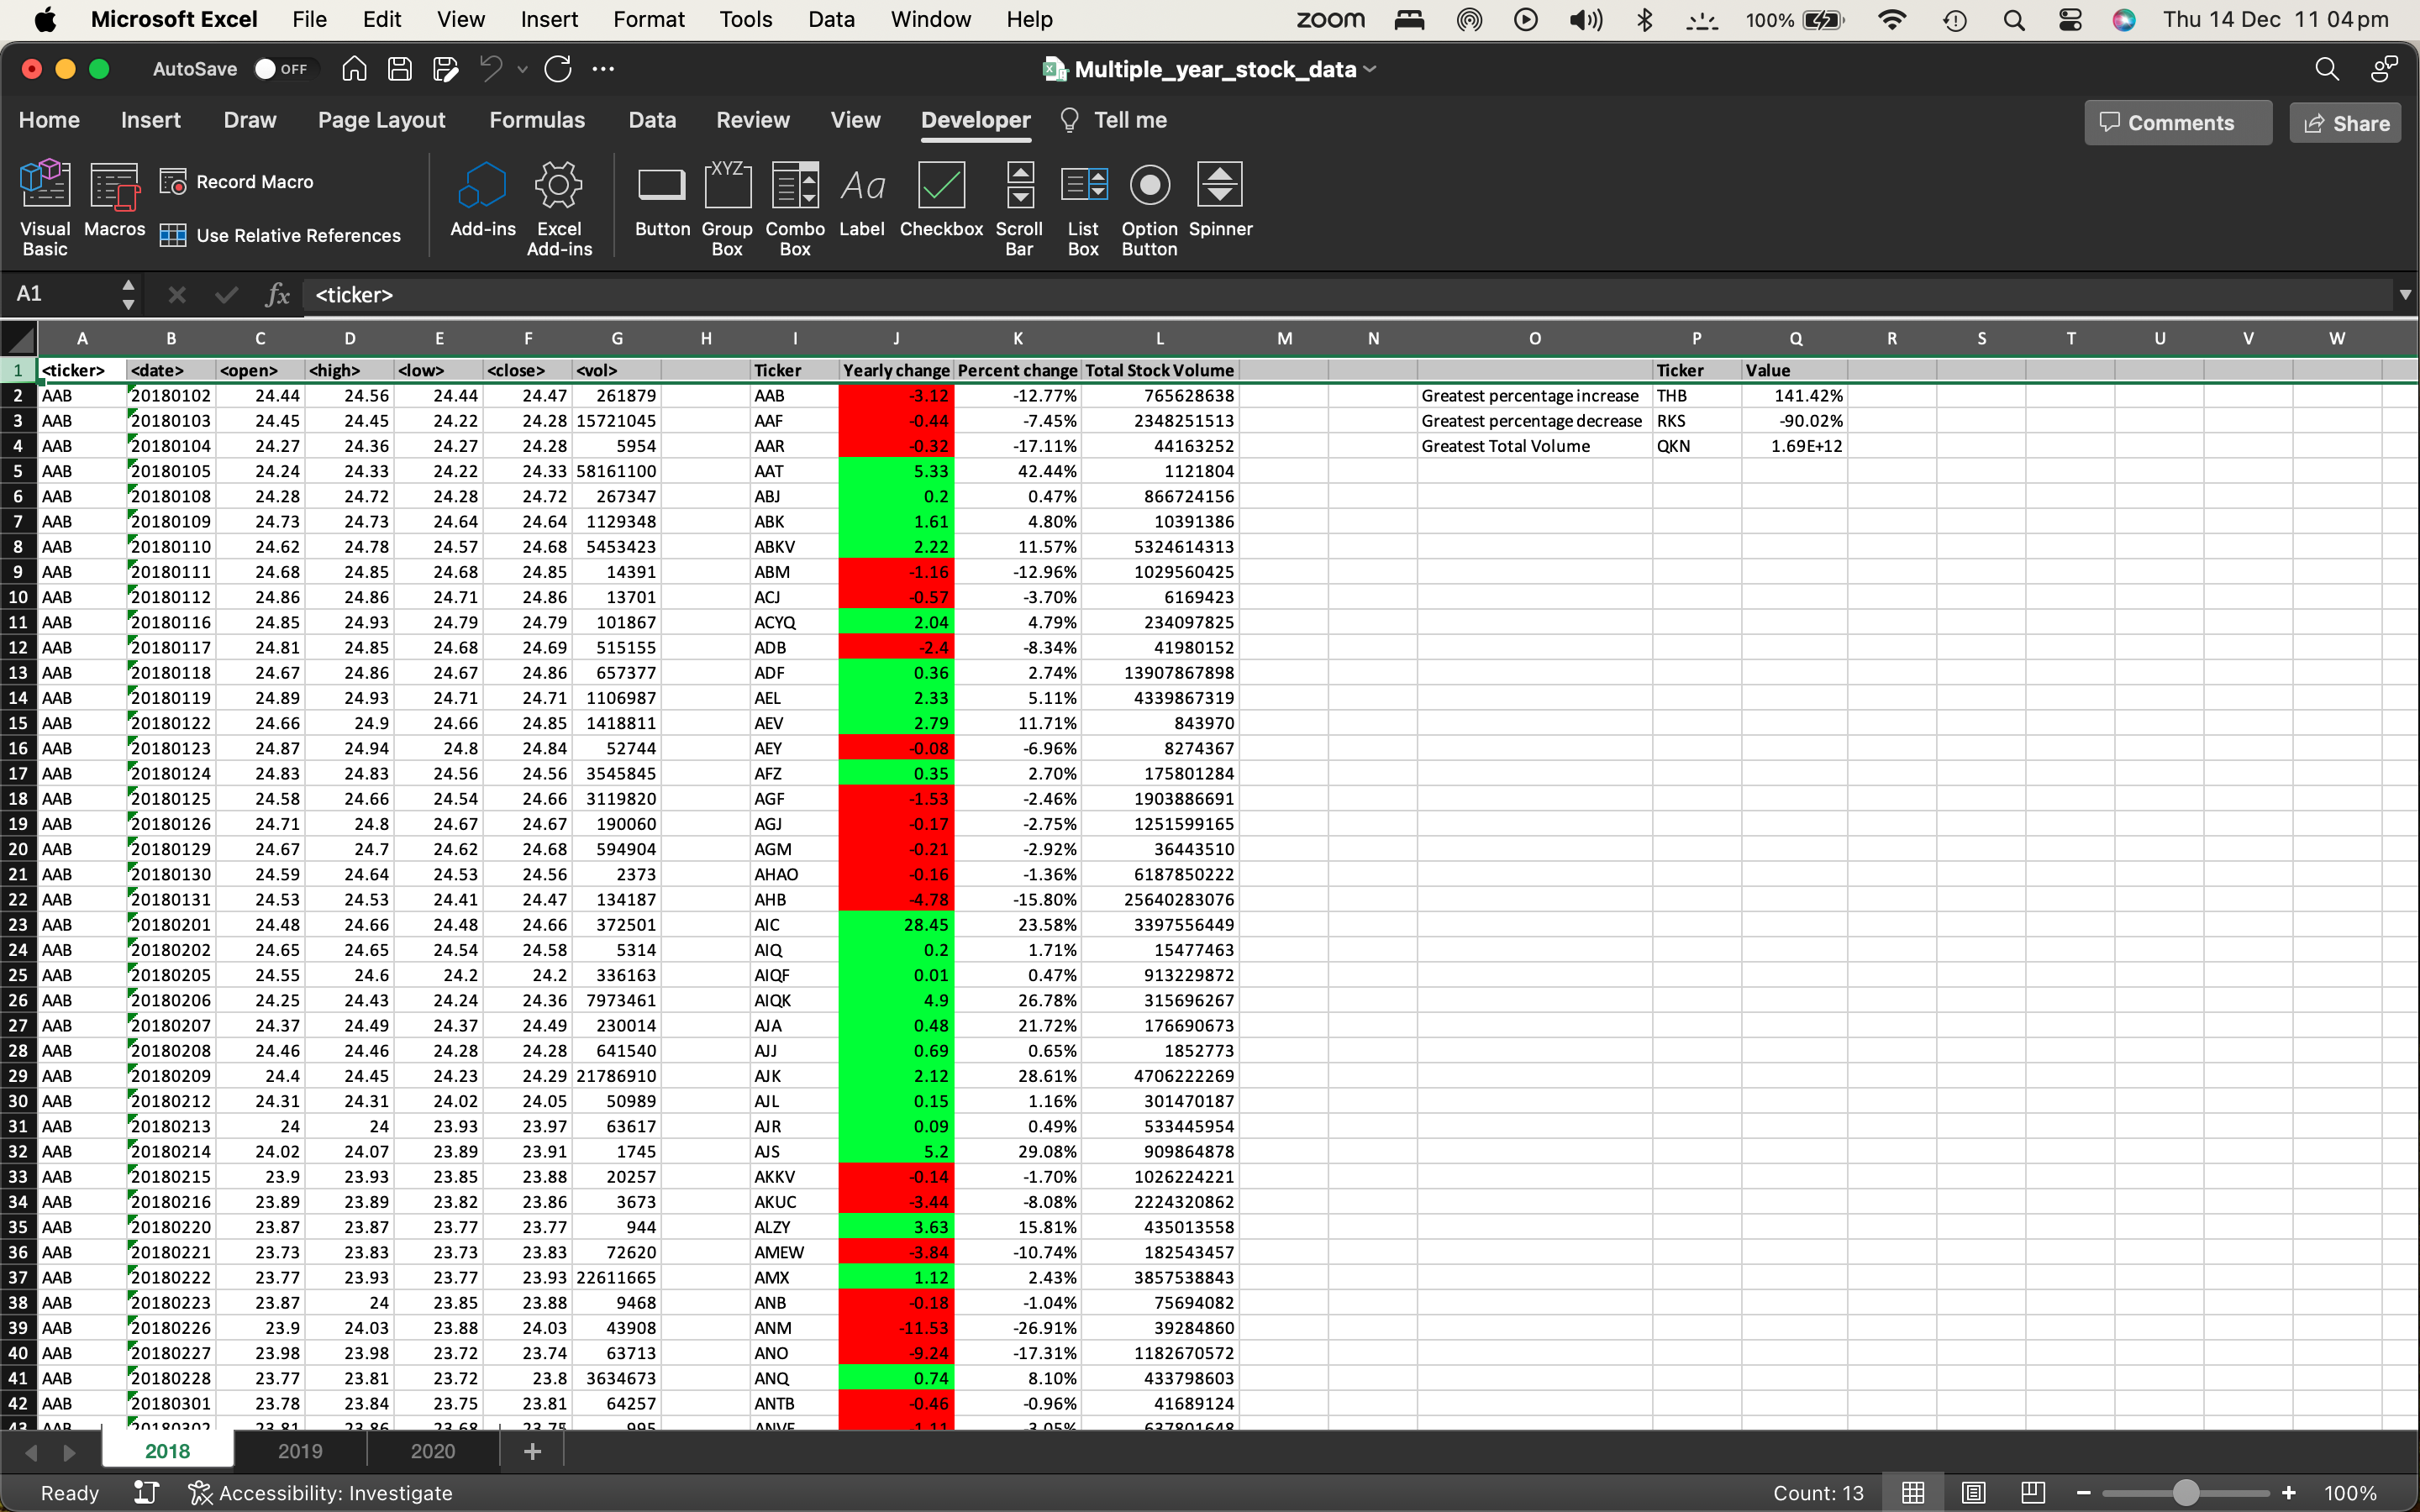 Microsoft Excel File Edit View Insert Format Tools Data Window Help zoom 100% Thu 14 Dec 11 04 pm
AutoSave OFF Multiple_year_stock_data
Home Insert Draw Page Layout Formulas Data Review View Developer Tell me Comments Share
Visual Basic Macros Record Macro Use Relative References Add-ins Excel Add-ins XYZ Button Group Box Combo Box Aa Label Checkbox Scroll Bar List Box Option Button Spinner
A1 fx <ticker>
A B C D E F G H I J K L M N O P Q R S T U V W
1 <ticker> <date> <open> <high> <low> <close> <vol> Ticker Yearly change Percent change Total Stock Volume Ticker Value
2 AAB 20180102 24.44 24.56 24.44 24.47 261879 AAB -3.12 -12.77% 765628638 Greatest percentage increase THB 141.42%
3 AAB 20180103 24.45 24.45 24.22 24.28 15721045 AAF -0.44 -7.45% 2348251513 Greatest percentage decrease RKS -90.02%
4 AAB 20180104 24.27 24.36 24.27 24.28 5954 AAR -0.32 -17.11% 44163252 Greatest Total Volume QKN 1.69E+12
5 AAB 20180105 24.24 24.33 24.22 24.33 58161100 AAT 5.33 42.44% 1121804
6 AAB 20180108 24.28 24.72 24.28 24.72 267347 ABJ 0.2 0.47% 866724156
7 AAB 20180109 24.73 24.73 24.64 24.64 1129348 ABK 1.61 4.80% 10391386
8 AAB 20180110 24.62 24.78 24.57 24.68 5453423 ABKV 2.22 11.57% 5324614313
9 AAB 20180111 24.68 24.85 24.68 24.85 14391 ABM -1.16 -12.96% 1029560425
10 AAB 20180112 24.86 24.86 24.71 24.86 13701 ACJ -0.57 -3.70% 6169423
11 AAB 20180116 24.85 24.93 24.79 24.79 101867 ACYQ 2.04 4.79% 234097825
12 AAB 20180117 24.81 24.85 24.68 24.69 515155 ADB -2.4 -8.34% 41980152
13 AAB 20180118 24.67 24.86 24.67 24.86 657377 ADF 0.36 2.74% 13907867898
14 AAB 20180119 24.89 24.93 24.71 24.71 1106987 AEL 2.33 5.11% 4339867319
15 AAB 20180122 24.66 24.9 24.66 24.85 1418811 AEV 2.79 11.71% 843970
16 AAB 20180123 24.87 24.94 24.8 24.84 52744 AEY -0.08 -6.96% 8274367
17 AAB 20180124 24.83 24.83 24.56 24.56 3545845 AFZ 0.35 2.70% 175801284
18 AAB 20180125 24.58 24.66 24.54 24.66 3119820 AGF -1.53 -2.46% 1903886691
19 AAB 20180126 24.71 24.8 24.67 24.67 190060 AGJ -0.17 -2.75% 1251599165
20 AAB 20180129 24.67 24.7 24.62 24.68 594904 AGM -0.21 -2.92% 36443510
21 AAB 20180130 24.59 24.64 24.53 24.56 2373 AHAO -0.16 -1.36% 6187850222
22 AAB 20180131 24.53 24.53 24.41 24.47 134187 AHB -4.78 -15.80% 25640283076
23 AAB 20180201 24.48 24.66 24.48 24.66 372501 AIC 28.45 23.58% 3397556449
24 AAB 20180202 24.65 24.65 24.54 24.58 5314 AIQ 0.2 1.71% 15477463
25 AAB 20180205 24.55 24.6 24.2 24.2 336163 AIQF 0.01 0.47% 913229872
26 AAB 20180206 24.25 24.43 24.24 24.36 7973461 AIQK 4.9 26.78% 315696267
27 AAB 20180207 24.37 24.49 24.37 24.49 230014 AJA 0.48 21.72% 176690673
28 AAB 20180208 24.46 24.46 24.28 24.28 641540 AJJ 0.69 0.65% 1852773
29 AAB 20180209 24.4 24.45 24.23 24.29 21786910 AJK 2.12 28.61% 4706222269
30 AAB 20180212 24.31 24.31 24.02 24.05 50989 AJL 0.15 1.16% 301470187
31 AAB 20180213 24 24 23.93 23.97 63617 AJR 0.09 0.49% 533445954
32 AAB 20180214 24.02 24.07 23.89 23.91 1745 AJS 5.2 29.08% 909864878
33 AAB 20180215 23.9 23.93 23.85 23.88 20257 AKKV -0.14 -1.70% 1026224221
34 AAB 20180216 23.89 23.89 23.82 23.86 3673 AKUC -3.44 -8.08% 2224320862
35 AAB 20180220 23.87 23.87 23.77 23.77 944 ALZY 3.63 15.81% 435013558
36 AAB 20180221 23.73 23.83 23.73 23.83 72620 AMEW -3.84 -10.74% 182543457
37 AAB 20180222 23.77 23.93 23.77 23.93 22611665 AMX 1.12 2.43% 3857538843
38 AAB 20180223 23.87 24 23.85 23.88 9468 ANB -0.18 -1.04% 75694082
39 AAB 20180226 23.9 24.03 23.88 24.03 43908 ANM -11.53 -26.91% 39284860
40 AAB 20180227 23.98 23.98 23.72 23.74 63713 ANO -9.24 -17.31% 1182670572
41 AAB 20180228 23.77 23.81 23.72 23.8 3634673 ANQ 0.74 8.10% 433798603
42 AAB 20180301 23.78 23.84 23.75 23.81 64257 ANTB -0.46 -0.96% 41689124
43 AAB 20180302 23.81 23.86 23.68 23.75 995 -1.11 -3.05% 637801648
2018 2019 2020
Ready Accessibility: Investigate Count: 13 100%